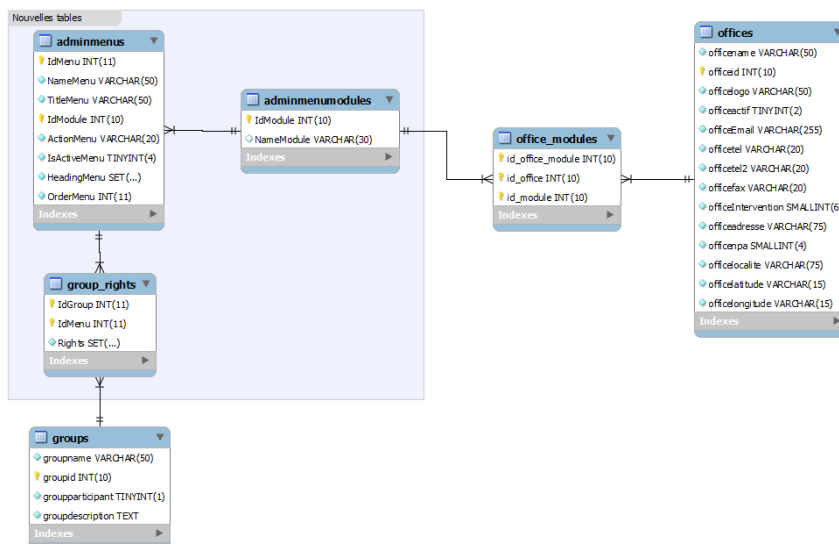 Nouvelles tables
adminmenus
IdMenu INT(11)
NameMenu VARCHAR(50)
TitleMenu VARCHAR(50)
IdModule INT(10)
ActionMenu VARCHAR(20)
IsActiveMenu TINYINT(4)
HeadingMenu SET(...)
OrderMenu INT(11)
Indexes
adminmenumodules
IdModule INT(10)
NameModule VARCHAR(30)
Indexes
office_modules
id_office_module INT(10)
id_office INT(10)
id_module INT(10)
Indexes
offices
officename VARCHAR(50)
officeid INT(10)
officelogo VARCHAR(50)
officeactif TINYINT(2)
officeEmail VARCHAR(255)
officetel VARCHAR(20)
officetel2 VARCHAR(20)
officefax VARCHAR(20)
officeIntervention SMALLINT(6
officeadresse VARCHAR(75)
officenpa SMALLINT(4)
officelocalite VARCHAR(75)
officelatitude VARCHAR(15)
officelongitude VARCHAR(15)
Indexes
group_rights
IdGroup INT(11)
IdMenu INT(11)
Rights SET(...)
Indexes
groups
groupname VARCHAR(50)
groupid INT(10)
groupparticipant TINYINT(1)
groupdescription TEXT
Indexes